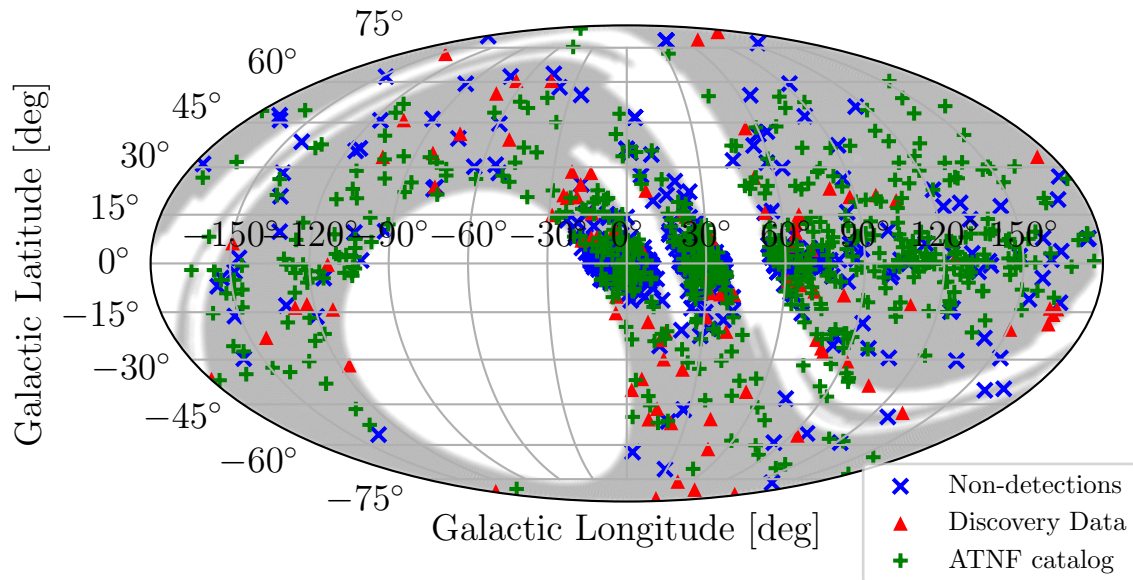 75°
60°
45°
30°
15°
0°
−15°
−30°
−45°
−60°
−75°
−150°−120°−90° −60° −30° 0° 30° 60° 90° 120° 150°
Galactic Latitude [deg]
Galactic Longitude [deg]
Non-detections
Discovery Data
ATNF catalog